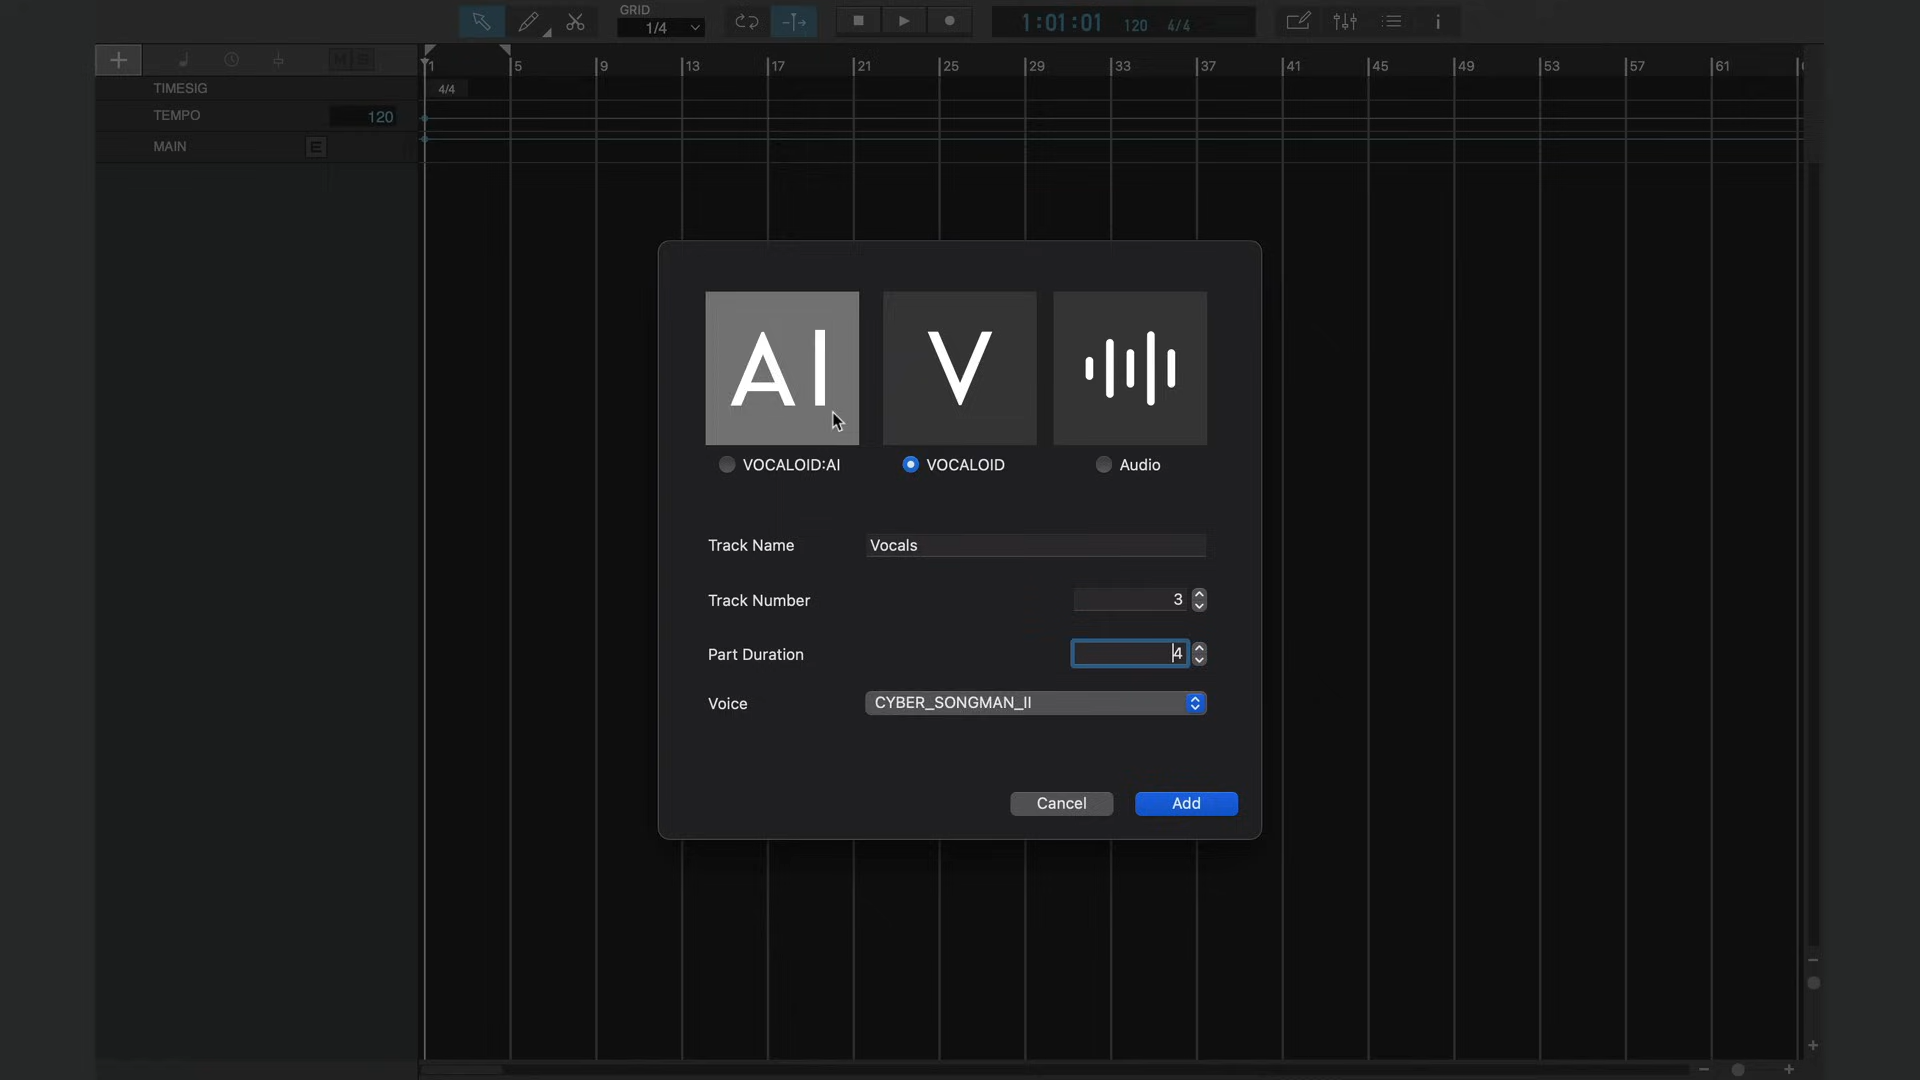 GRID
1/4
1:01:01 120 4/4
M S
1 5 9 13 17 21 25 29 33 37 41 45 49 53 57 61
TIMESIG 4/4
TEMPO 120
MAIN E
AI V
VOCALOID:AI VOCALOID Audio
Track Name Vocals
Track Number 3
Part Duration 4
Voice CYBER_SONGMAN_II
Cancel Add